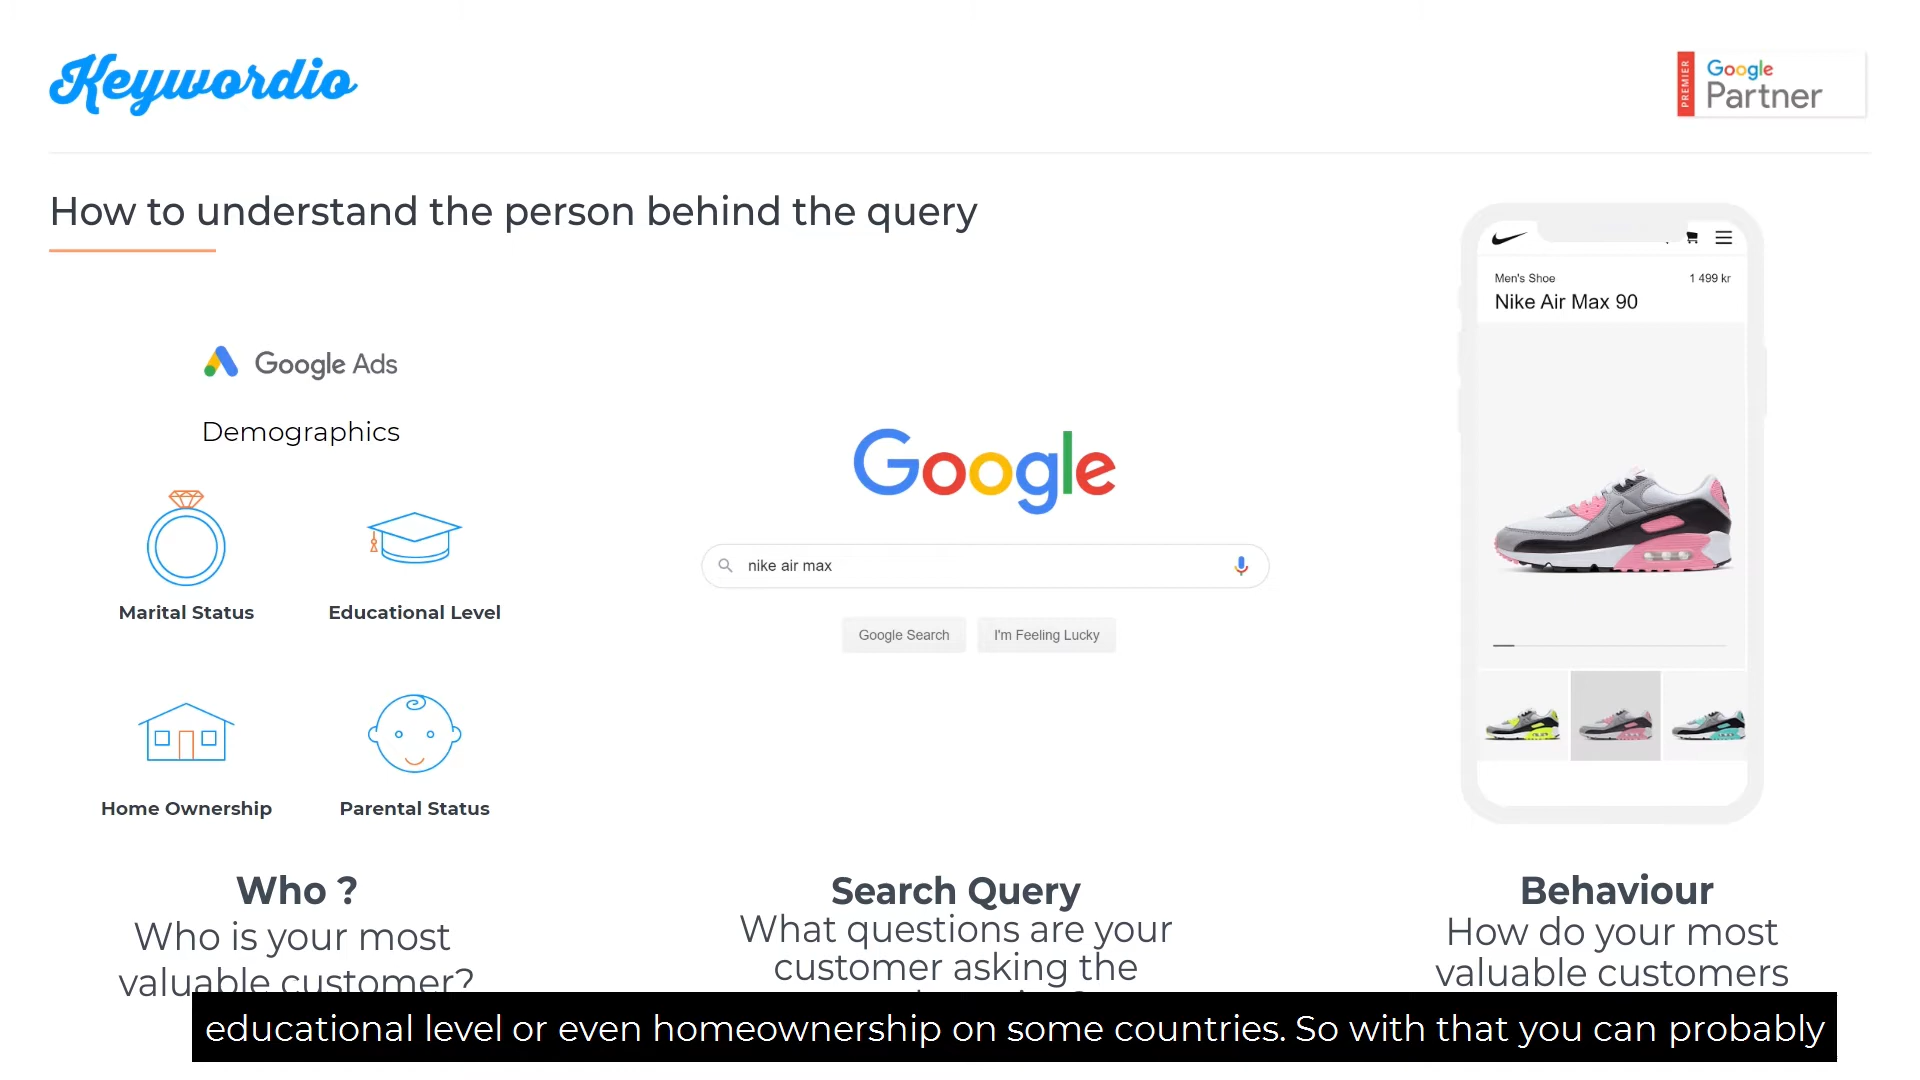 Keywordio
PREMIER
Google
Partner
How to understand the person behind the query
Google Ads
Demographics
Marital Status
Educational Level
Home Ownership
Parental Status
Who ?
Who is your most
valuable customer?
Google
nike air max
Google Search
I'm Feeling Lucky
Search Query
What questions are your
customer asking the
Men's Shoe
1 499 kr
Nike Air Max 90
Behaviour
How do your most
valuable customers
educational level or even homeownership on some countries. So with that you can probably